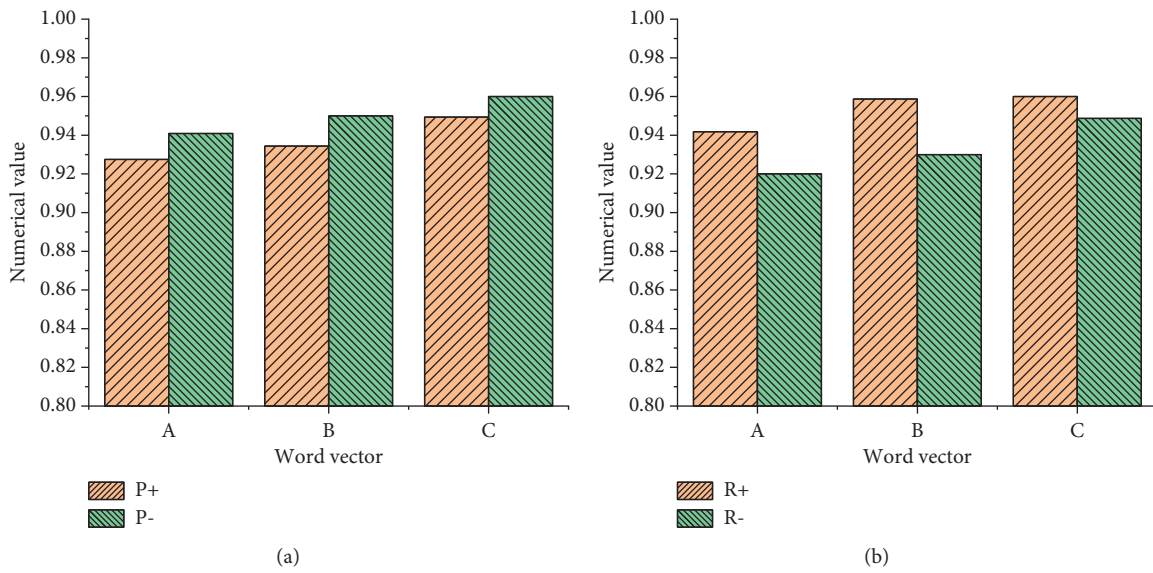 1.00
0.98
0.96
0.94
0.92
0.90
0.88
0.86
0.84
0.82
0.80
Numerical value
A B C
Word vector
P+
P-
(a)
1.00
0.98
0.96
0.94
0.92
0.90
0.88
0.86
0.84
0.82
0.80
Numerical value
A B C
Word vector
R+
R-
(b)